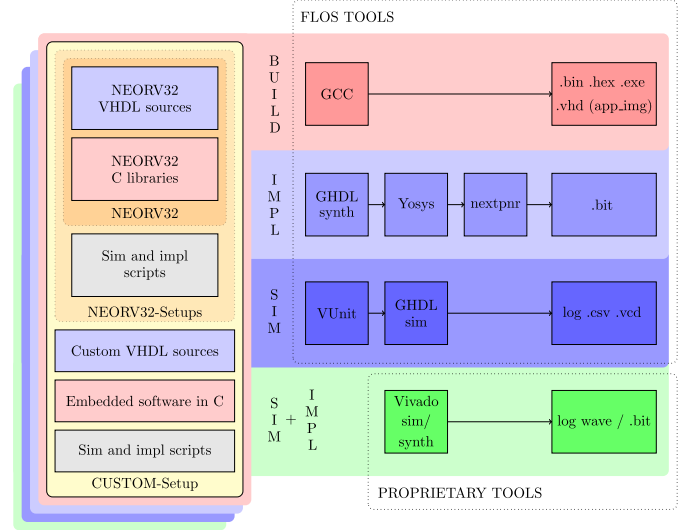 FLOS TOOLS
NEORV32
VHDL sources
NEORV32
C libraries
NEORV32
Sim and impl
scripts
NEORV32-Setups
Custom VHDL sources
Embedded software in C
Sim and impl scripts
CUSTOM-Setup
B
U
I
L
D
GCC
.bin .hex .exe
.vhd (app_img)
I
M
P
L
GHDL
synth
Yosys
nextpnr
.bit
S
I
M
VUnit
GHDL
sim
log .csv .vcd
S
I
M
+
I
M
P
L
Vivado
sim/
synth
log wave / .bit
PROPRIETARY TOOLS